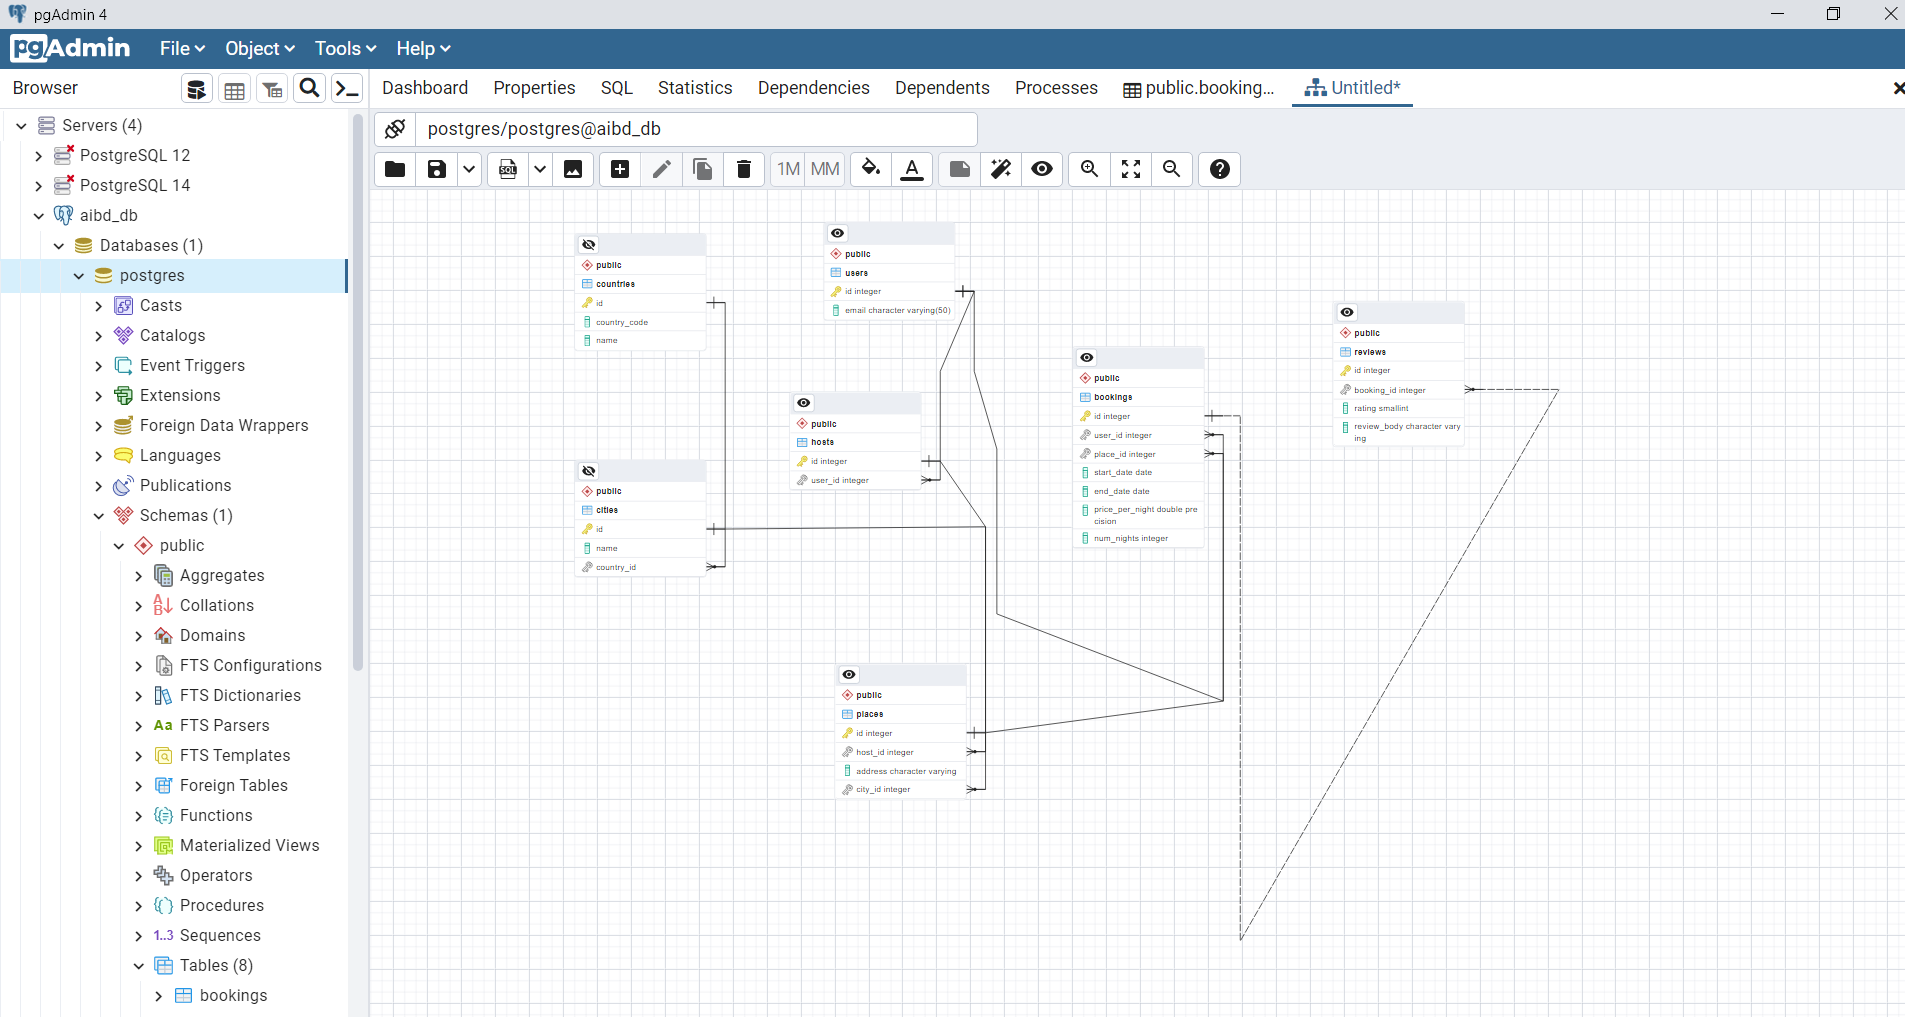 pgAdmin 4
pgAdmin
File
Object
Tools
Help
Browser
Dashboard
Properties
SQL
Statistics
Dependencies
Dependents
Processes
public.booking...
Untitled*
Servers (4)
PostgreSQL 12
PostgreSQL 14
aibd_db
Databases (1)
postgres
Casts
Catalogs
Event Triggers
Extensions
Foreign Data Wrappers
Languages
Publications
Schemas (1)
public
Aggregates
Collations
Domains
FTS Configurations
FTS Dictionaries
Aa FTS Parsers
FTS Templates
Foreign Tables
Functions
Materialized Views
Operators
Procedures
1..3 Sequences
Tables (8)
bookings
postgres/postgres@aibd_db
SQL
1M
MM
public
countries
id
country_code
name
public
users
id integer
email character varying(50)
public
reviews
id integer
booking_id integer
rating smallint
review_body character vary
ing
public
bookings
id integer
user_id integer
place_id integer
start_date date
end_date date
price_per_night double pre
cision
num_nights integer
public
hosts
id integer
user_id integer
public
cities
id
name
country_id
public
places
id integer
host_id integer
address character varying
city_id integer